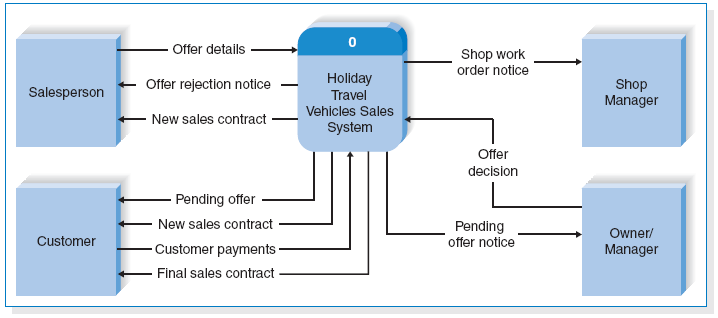 Salesperson
Offer details
Offer rejection notice
New sales contract
0
Holiday
Travel
Vehicles Sales
System
Shop work
order notice
Shop
Manager
Offer
decision
Customer
Pending offer
New sales contract
Customer payments
Final sales contract
Pending
offer notice
Owner/
Manager